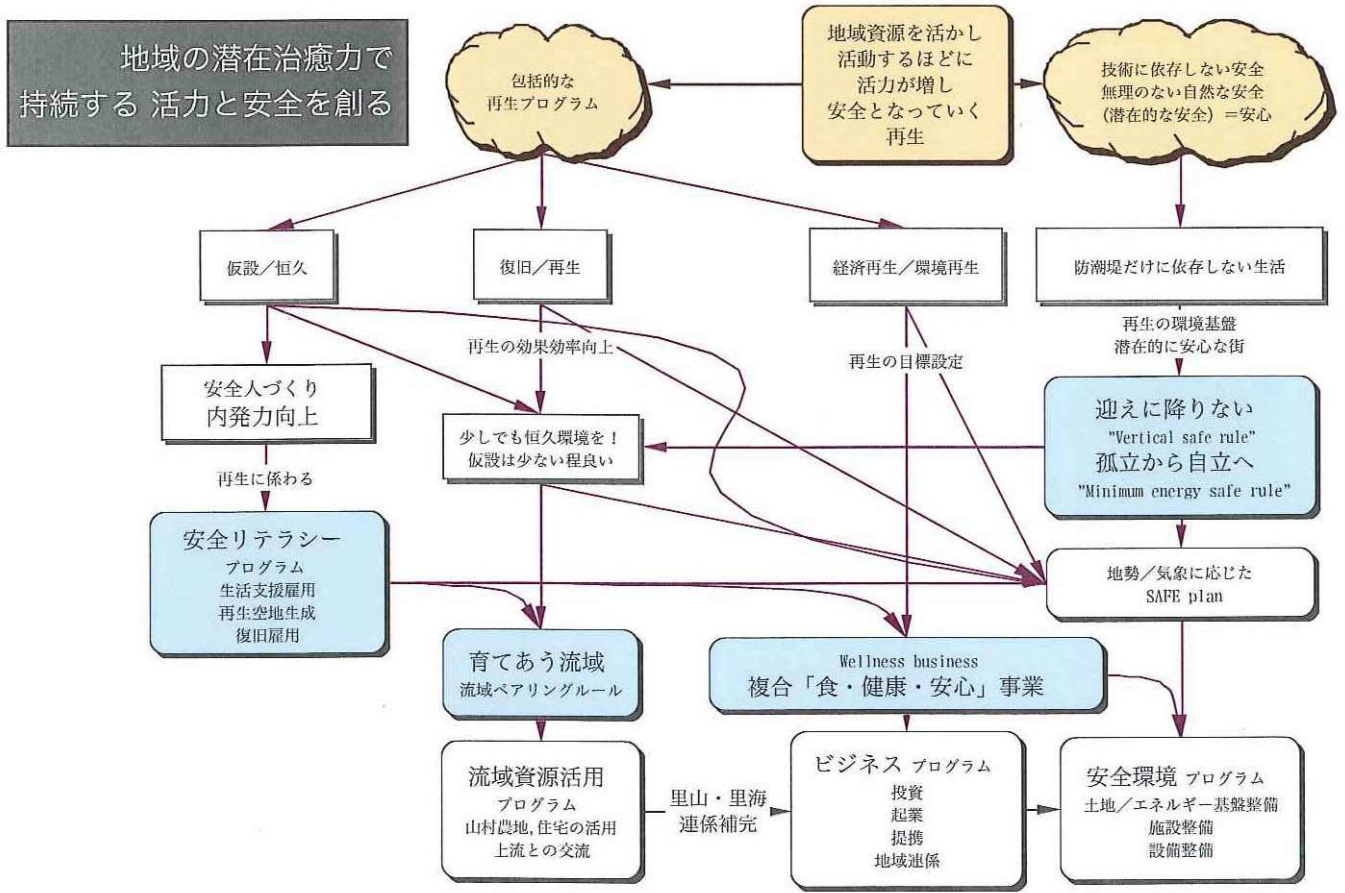 地域の潜在治癒力で
持続する 活力と安全を創る
包括的な
再生プログラム
地域資源を活かし
活動するほどに
活力が増し
安全となっていく
再生
技術に依存しない安全
無理のない自然な安全
(潜在的な安全) ＝安心
仮設／恒久
復旧／再生
経済再生／環境再生
防潮堤だけに依存しない生活
再生の効果効率向上
再生の目標設定
再生の環境基盤
潜在的に安心な街
安全人づくり
内発力向上
少しでも恒久環境を！
仮設は少ない程良い
迎えに降りない
"Vertical safe rule"
孤立から自立へ
"Minimum energy safe rule"
再生に係わる
安全リテラシー
プログラム
生活支援雇用
再生空地生成
復旧雇用
地勢／気象に応じた
SAFE plan
育てあう流域
流域ペアリングルール
Wellness business
複合「食・健康・安心」事業
流域資源活用
プログラム
山村農地, 住宅の活用
上流との交流
里山・里海
連係補完
ビジネス プログラム
投資
起業
提携
地域連係
安全環境 プログラム
土地／エネルギー基盤整備
施設整備
設備整備